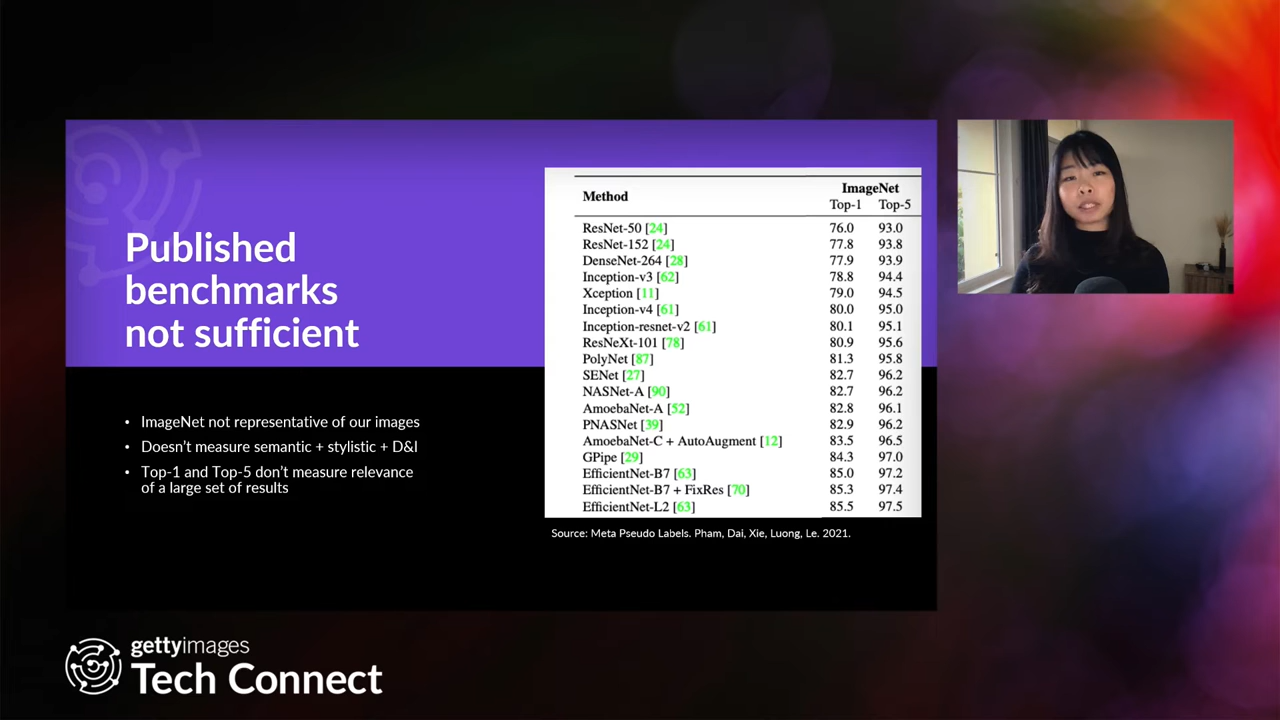 Published
benchmarks
not sufficient
• ImageNet not representative of our images
• Doesn't measure semantic + stylistic + D&I
• Top-1 and Top-5 don't measure relevance
of a large set of results
Method ImageNet
Top-1 Top-5
ResNet-50 [24] 76.0 93.0
ResNet-152 [24] 77.8 93.8
DenseNet-264 [28] 77.9 93.9
Inception-v3 [62] 78.8 94.4
Xception [11] 79.0 94.5
Inception-v4 [61] 80.0 95.0
Inception-resnet-v2 [61] 80.1 95.1
ResNeXt-101 [78] 80.9 95.6
PolyNet [87] 81.3 95.8
SENet [27] 82.7 96.2
NASNet-A [90] 82.7 96.2
AmoebaNet-A [52] 82.8 96.1
PNASNet [39] 82.9 96.2
AmoebaNet-C + AutoAugment [12] 83.5 96.5
GPipe [29] 84.3 97.0
EfficientNet-B7 [63] 85.0 97.2
EfficientNet-B7 + FixRes [70] 85.3 97.4
EfficientNet-L2 [63] 85.5 97.5
Source: Meta Pseudo Labels. Pham, Dai, Xie, Luong, Le. 2021.
gettyimages
Tech Connect